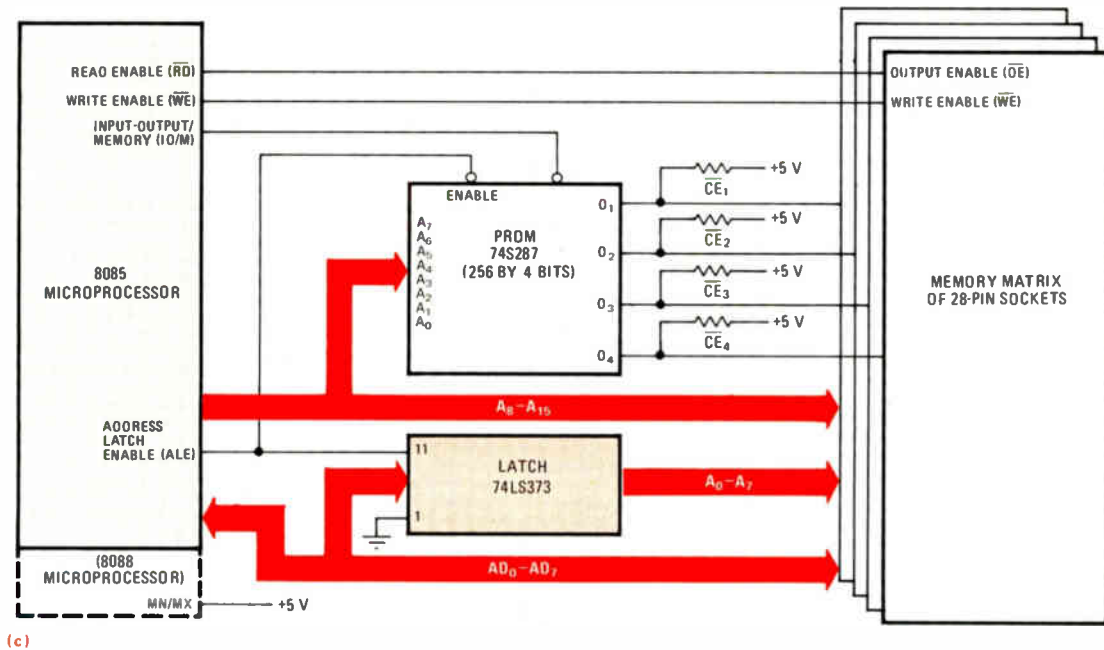 READ ENABLE (RD)
WRITE ENABLE (WE)
INPUT-OUTPUT/
MEMORY (IO/M)
8085
MICROPROCESSOR
ADDRESS
LATCH
ENABLE (ALE)
(8088
MICROPROCESSOR)
MN/MX
+5 V
ENABLE
A7
A6
A5
A4
A3
A2
A1
A0
PROM
74S287
(256 BY 4 BITS)
O1
O2
O3
O4
+5 V
CE1
+5 V
CE2
+5 V
CE3
+5 V
CE4
A8–A15
11
LATCH
74LS373
1
A0–A7
AD0–AD7
OUTPUT ENABLE (OE)
WRITE ENABLE (WE)
MEMORY MATRIX
OF 28-PIN SOCKETS
(c)